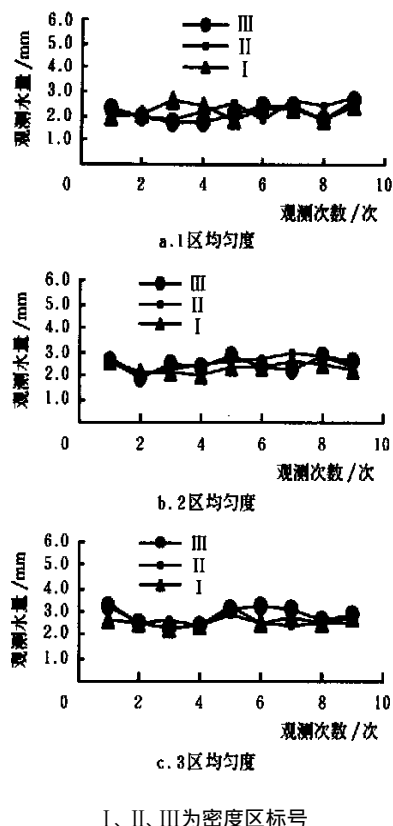 观测水量/mm
6.0
5.0
4.0
3.0
2.0
1.0
III
II
I
0 2 4 6 8 10
观测次数/次
a.1区均匀度
观测水量/mm
6.0
5.0
4.0
3.0
2.0
1.0
III
II
I
0 2 4 6 8 10
观测次数/次
b.2区均匀度
观测水量/mm
6.0
5.0
4.0
3.0
2.0
1.0
III
II
I
0 2 4 6 8 10
观测次数/次
c.3区均匀度
I、II、III为密度区标号